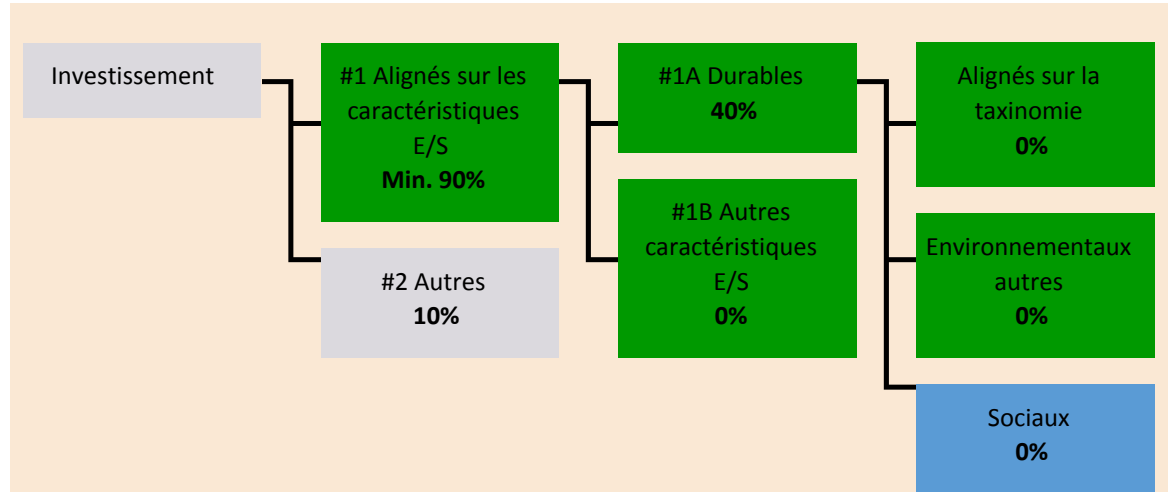 Investissement
#1 Alignés sur les
caractéristiques
E/S
Min. 90%
#2 Autres
10%
#1A Durables
40%
#1B Autres
caractéristiques
E/S
0%
Alignés sur la
taxinomie
0%
Environnementaux
autres
0%
Sociaux
0%